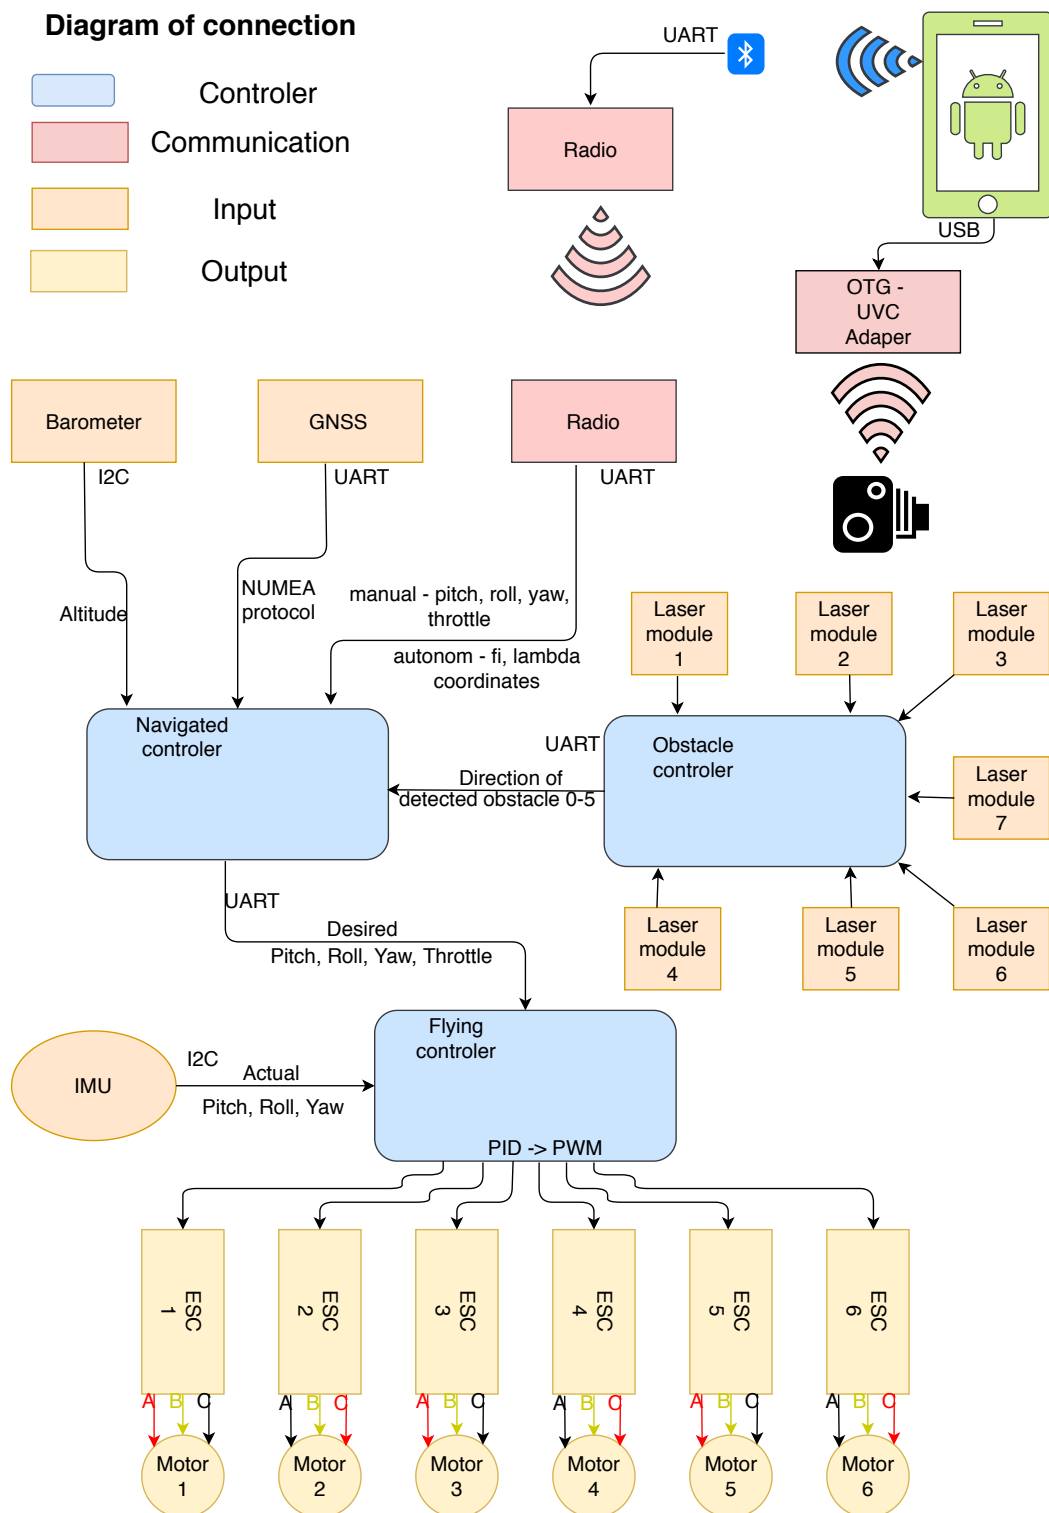 Diagram of connection
Controler
Communication
Input
Output
UART
Radio
USB
OTG -
UVC
Adaper
Barometer
GNSS
Radio
I2C
UART
UART
Altitude
NUMEA
protocol
manual - pitch, roll, yaw,
throttle
autonom - fi, lambda
coordinates
Laser
module
1
Laser
module
2
Laser
module
3
Navigated
controler
UART
Obstacle
controler
Direction of
detected obstacle 0-5
Laser
module
7
Laser
module
4
Laser
module
5
Laser
module
6
UART
Desired
Pitch, Roll, Yaw, Throttle
Flying
controler
IMU
I2C
Actual
Pitch, Roll, Yaw
PID -> PWM
ESC
1
ESC
2
ESC
3
ESC
4
ESC
5
ESC
6
A B C
A B C
A B C
A B C
A B C
A B C
Motor
1
Motor
2
Motor
3
Motor
4
Motor
5
Motor
6